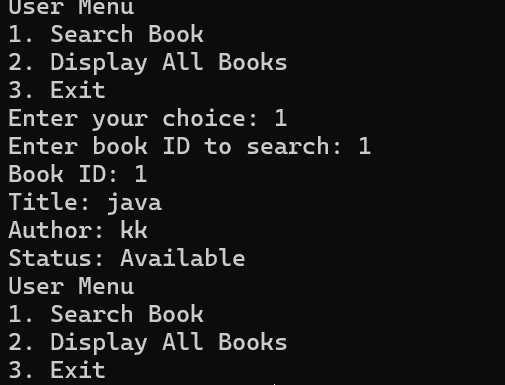 User Menu
1. Search Book
2. Display All Books
3. Exit
Enter your choice: 1
Enter book ID to search: 1
Book ID: 1
Title: java
Author: kk
Status: Available
User Menu
1. Search Book
2. Display All Books
3. Exit